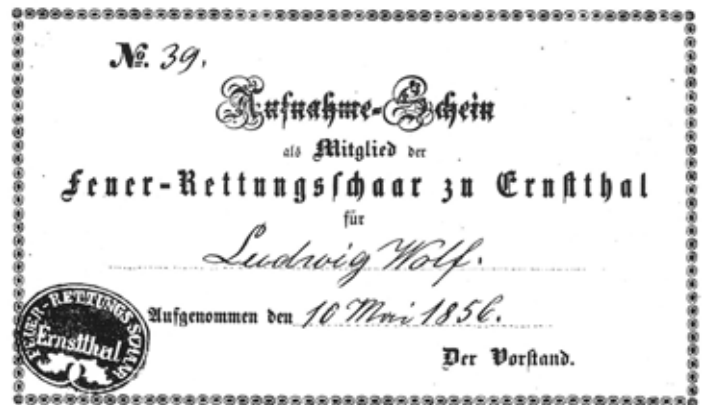 No. 39.
Aufnahme-Schein
als Mitglied der
Feuer-Rettungsschaar zu Ernstthal
für
Ludwig Wolf.
Aufgenommen den 10 Mai 1856.
Der Vorstand.
FEUER-RETTUNGS SCHAR
Ernstthal